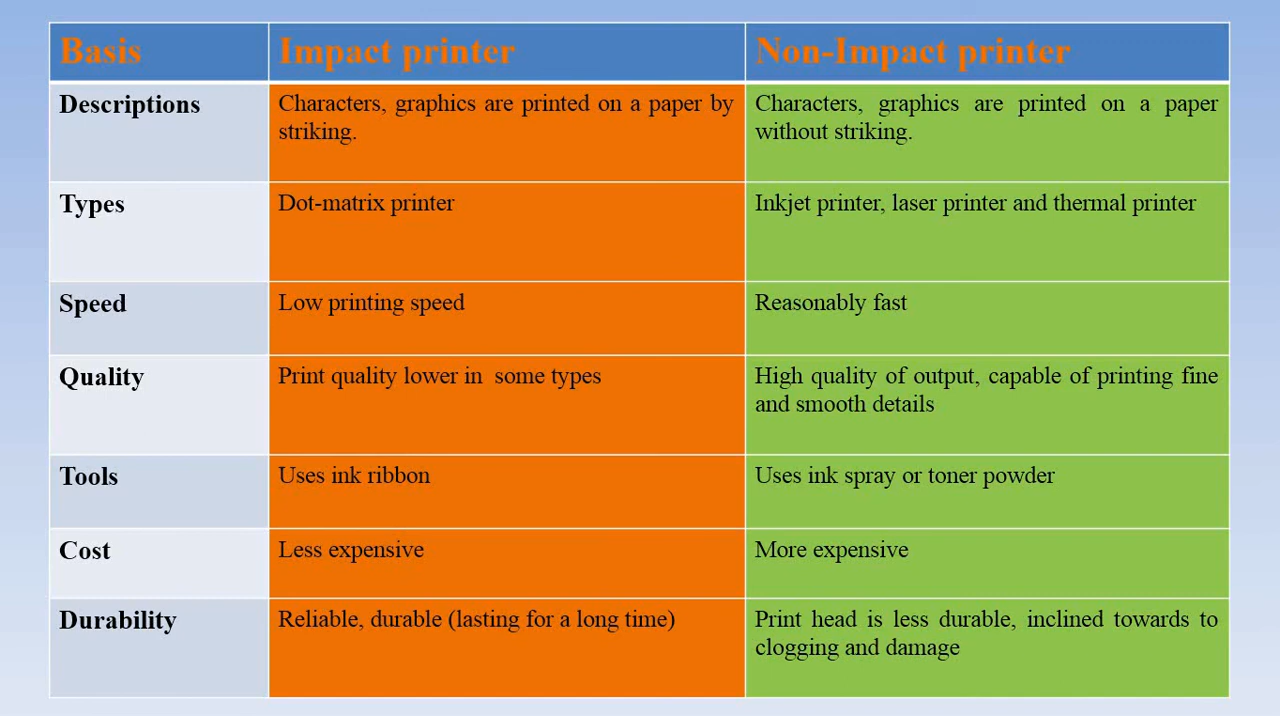 Basis Impact printer Non-Impact printer
Descriptions Characters, graphics are printed on a paper by striking. Characters, graphics are printed on a paper without striking.
Types Dot-matrix printer Inkjet printer, laser printer and thermal printer
Speed Low printing speed Reasonably fast
Quality Print quality lower in some types High quality of output, capable of printing fine and smooth details
Tools Uses ink ribbon Uses ink spray or toner powder
Cost Less expensive More expensive
Durability Reliable, durable (lasting for a long time) Print head is less durable, inclined towards to clogging and damage